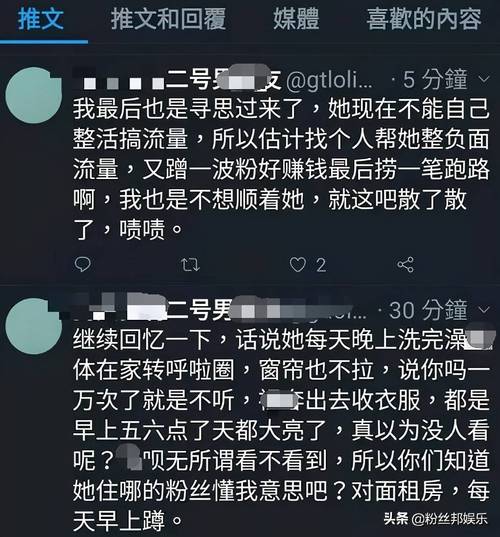 推文 推文和回覆 媒體 喜歡的內容
二号男 友 @gtloli... · 5 分鐘
我最后也是寻思过来了，她现在不能自己
整活搞流量，所以估计找个人帮她整负面
流量，又蹭一波粉好赚钱最后捞一笔跑路
啊，我也是不想顺着她，就这吧散了散
了，啧啧。
2
二号男 · 30 分鐘
继续回忆一下，话说她每天晚上洗完澡
体在家转呼啦圈，窗帘也不拉，说你吗一
万次了就是不听， 出去收衣服，都是
早上五六点了天都大亮了，真以为没人看
呢？ 呗无所谓看不看到，所以你们知道
她住哪的粉丝懂我意思吧？对面租房，每
天早上蹲。
头条 @粉丝邦娱乐